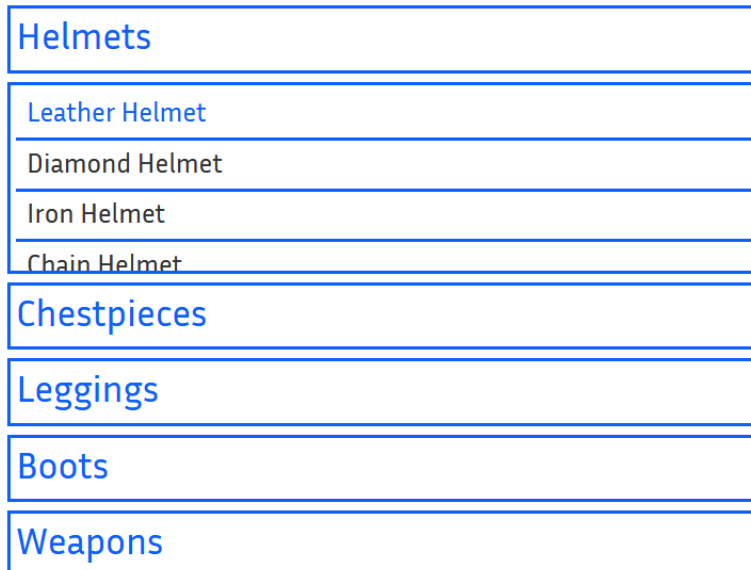 Helmets
Leather Helmet
Diamond Helmet
Iron Helmet
Chain Helmet
Chestpieces
Leggings
Boots
Weapons